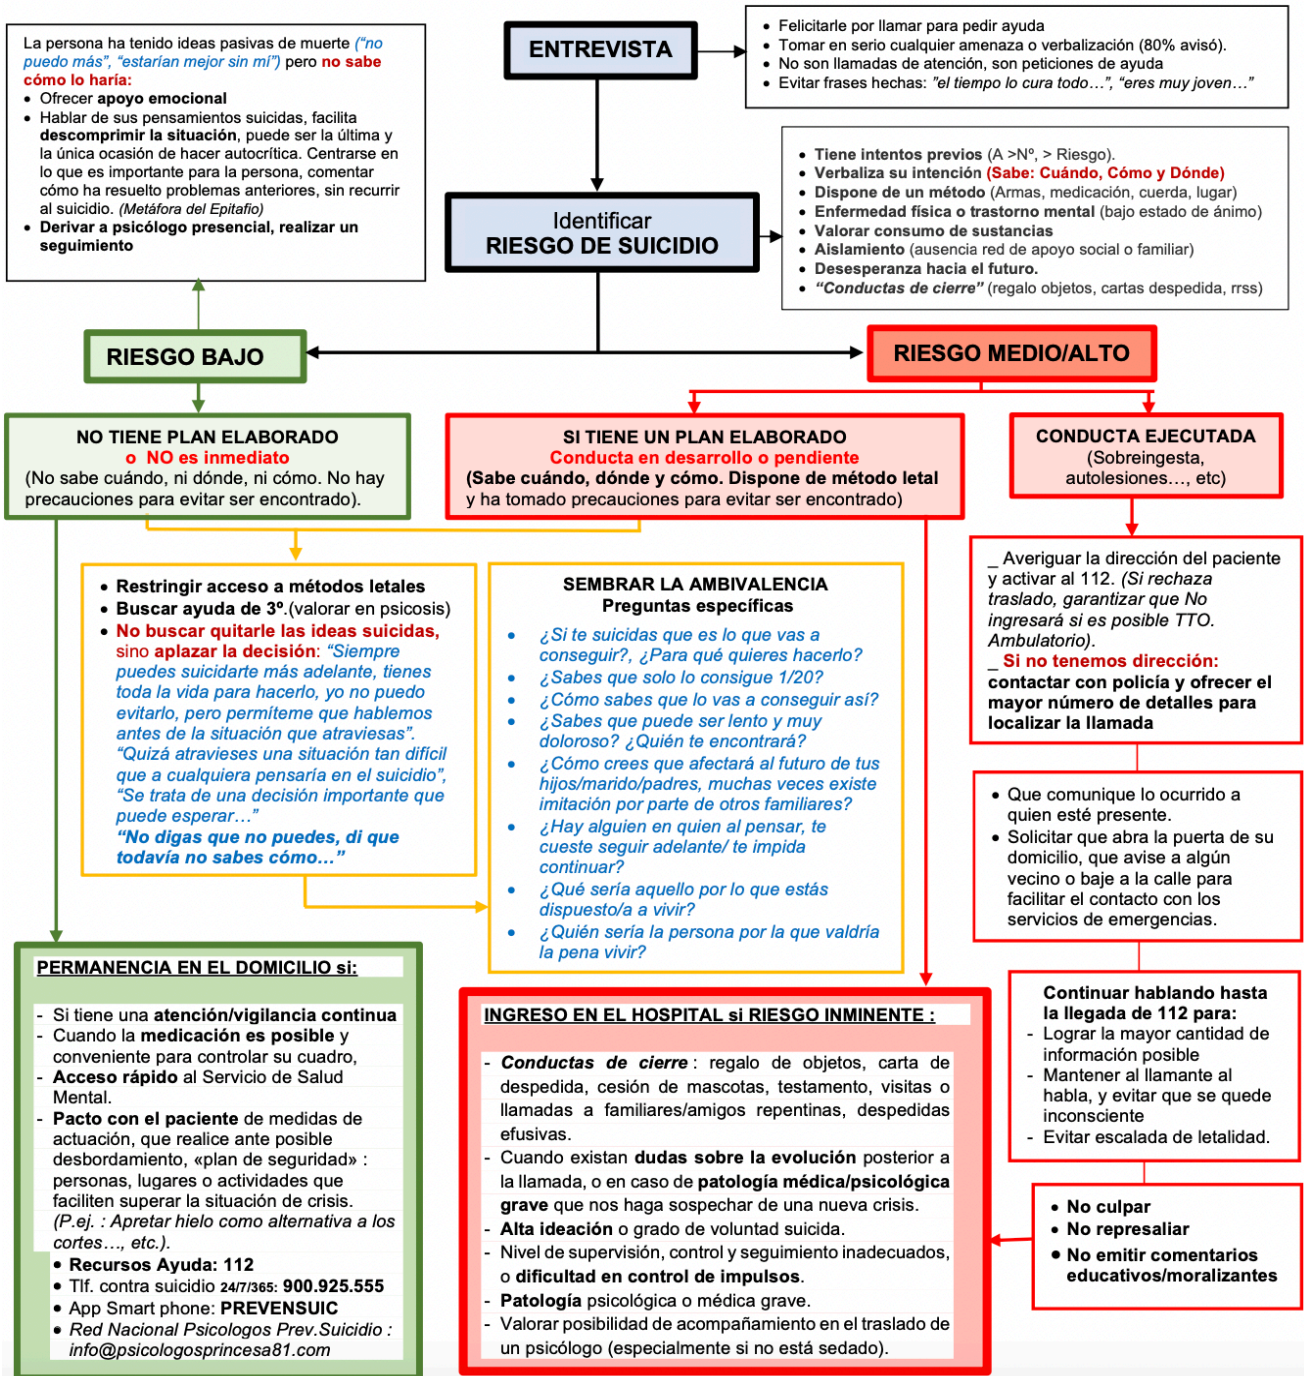 ENTREVISTA
• Felicitarle por llamar para pedir ayuda
• Tomar en serio cualquier amenaza o verbalización (80% avisó).
• No son llamadas de atención, son peticiones de ayuda
• Evitar frases hechas: "el tiempo lo cura todo…", "eres muy joven…"
La persona ha tenido ideas pasivas de muerte ("no
puedo más", "estarían mejor sin mí") pero no sabe
cómo lo haría:
• Ofrecer apoyo emocional
• Hablar de sus pensamientos suicidas, facilita
descomprimir la situación, puede ser la última y
la única ocasión de hacer autocrítica. Centrarse en
lo que es importante para la persona, comentar
cómo ha resuelto problemas anteriores, sin recurrir
al suicidio. (Metáfora del Epitafio)
• Derivar a psicólogo presencial, realizar un
seguimiento
Identificar
RIESGO DE SUICIDIO
• Tiene intentos previos (A >Nº, > Riesgo).
• Verbaliza su intención (Sabe: Cuándo, Cómo y Dónde)
• Dispone de un método (Armas, medicación, cuerda, lugar)
• Enfermedad física o trastorno mental (bajo estado de ánimo)
• Valorar consumo de sustancias
• Aislamiento (ausencia red de apoyo social o familiar)
• Desesperanza hacia el futuro.
• "Conductas de cierre" (regalo objetos, cartas despedida, rrss)
RIESGO BAJO
RIESGO MEDIO/ALTO
NO TIENE PLAN ELABORADO
o NO es inmediato
(No sabe cuándo, ni dónde, ni cómo. No hay
precauciones para evitar ser encontrado).
SI TIENE UN PLAN ELABORADO
Conducta en desarrollo o pendiente
(Sabe cuándo, dónde y cómo. Dispone de método letal
y ha tomado precauciones para evitar ser encontrado)
CONDUCTA EJECUTADA
(Sobreingesta,
autolesiones…, etc)
• Restringir acceso a métodos letales
• Buscar ayuda de 3º.(valorar en psicosis)
• No buscar quitarle las ideas suicidas,
sino aplazar la decisión: "Siempre
puedes suicidarte más adelante, tienes
toda la vida para hacerlo, yo no puedo
evitarlo, pero permíteme que hablemos
antes de la situación que atraviesas".
"Quizá atravieses una situación tan difícil
que a cualquiera pensaría en el suicidio",
"Se trata de una decisión importante que
puede esperar…"
"No digas que no puedes, di que
todavía no sabes cómo…"
SEMBRAR LA AMBIVALENCIA
Preguntas específicas
• ¿Si te suicidas que es lo que vas a
conseguir?, ¿Para qué quieres hacerlo?
• ¿Sabes que solo lo consigue 1/20?
• ¿Cómo sabes que lo vas a conseguir así?
• ¿Sabes que puede ser lento y muy
doloroso? ¿Quién te encontrará?
• ¿Cómo crees que afectará al futuro de tus
hijos/marido/padres, muchas veces existe
imitación por parte de otros familiares?
• ¿Hay alguien en quien al pensar, te
cueste seguir adelante/ te impida
continuar?
• ¿Qué sería aquello por lo que estás
dispuesto/a a vivir?
• ¿Quién sería la persona por la que valdría
la pena vivir?
_ Averiguar la dirección del paciente
y activar al 112. (Si rechaza
traslado, garantizar que No
ingresará si es posible TTO.
Ambulatorio).
_ Si no tenemos dirección:
contactar con policía y ofrecer el
mayor número de detalles para
localizar la llamada
• Que comunique lo ocurrido a
quien esté presente.
• Solicitar que abra la puerta de su
domicilio, que avise a algún
vecino o baje a la calle para
facilitar el contacto con los
servicios de emergencias.
Continuar hablando hasta
la llegada de 112 para:
- Lograr la mayor cantidad de
información posible
- Mantener al llamante al
habla, y evitar que se quede
inconsciente
- Evitar escalada de letalidad.
• No culpar
• No represaliar
• No emitir comentarios
educativos/moralizantes
PERMANENCIA EN EL DOMICILIO si:
- Si tiene una atención/vigilancia continua
- Cuando la medicación es posible y
conveniente para controlar su cuadro,
- Acceso rápido al Servicio de Salud
Mental.
- Pacto con el paciente de medidas de
actuación, que realice ante posible
desbordamiento, «plan de seguridad» :
personas, lugares o actividades que
faciliten superar la situación de crisis.
(P.ej. : Apretar hielo como alternativa a los
cortes…, etc.).
• Recursos Ayuda: 112
• Tlf. contra suicidio 24/7/365: 900.925.555
• App Smart phone: PREVENSUIC
• Red Nacional Psicologos Prev.Suicidio :
info@psicologosprincesa81.com
INGRESO EN EL HOSPITAL si RIESGO INMINENTE :
- Conductas de cierre : regalo de objetos, carta de
despedida, cesión de mascotas, testamento, visitas o
llamadas a familiares/amigos repentinas, despedidas
efusivas.
- Cuando existan dudas sobre la evolución posterior a
la llamada, o en caso de patología médica/psicológica
grave que nos haga sospechar de una nueva crisis.
- Alta ideación o grado de voluntad suicida.
- Nivel de supervisión, control y seguimiento inadecuados,
o dificultad en control de impulsos.
- Patología psicológica o médica grave.
- Valorar posibilidad de acompañamiento en el traslado de
un psicólogo (especialmente si no está sedado).